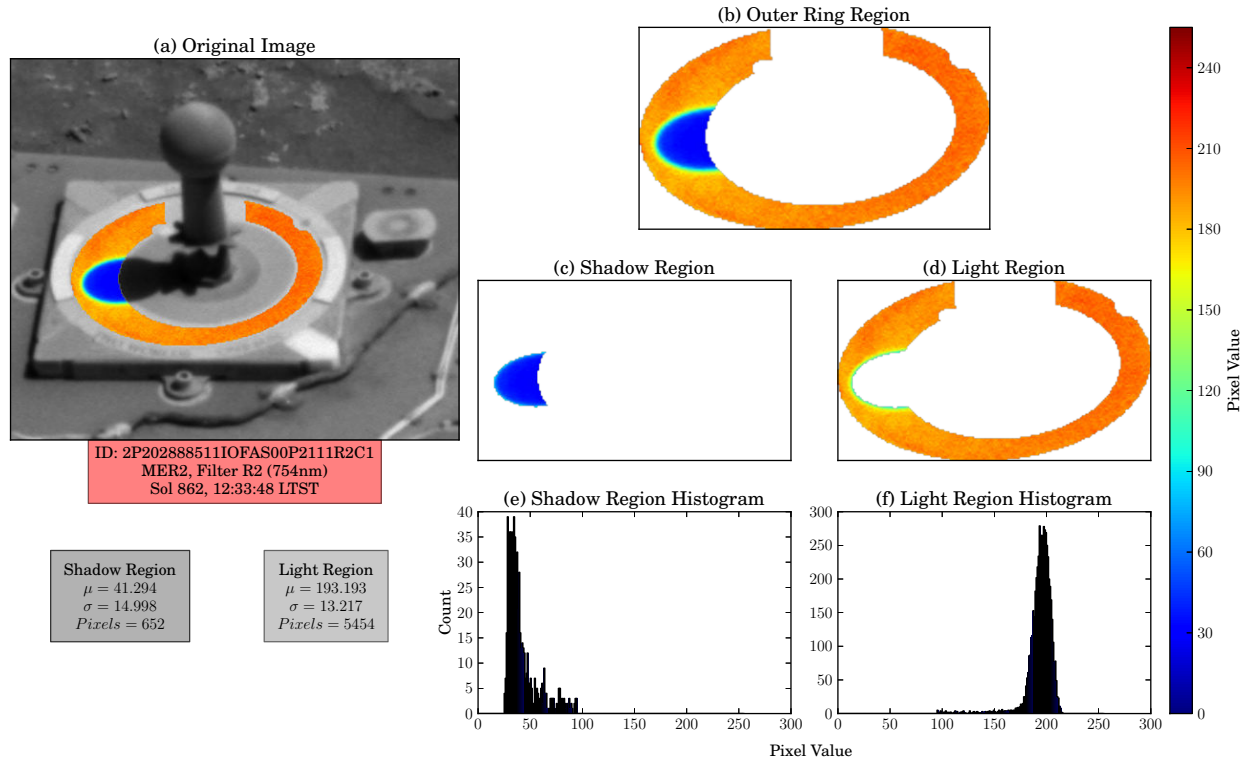 (a) Original Image
ID: 2P202888511IOFAS00P2111R2C1
MER2, Filter R2 (754nm)
Sol 862, 12:33:48 LTST
Shadow Region
μ = 41.294
σ = 14.998
Pixels = 652
Light Region
μ = 193.193
σ = 13.217
Pixels = 5454
(b) Outer Ring Region
(c) Shadow Region
(d) Light Region
(e) Shadow Region Histogram
40
35
30
25
20
15
10
5
0
Count
0 50 100 150 200 250 300
(f) Light Region Histogram
300
250
200
150
100
50
0
0 50 100 150 200 250 300
Pixel Value
240
210
180
150
120
90
60
30
0
Pixel Value